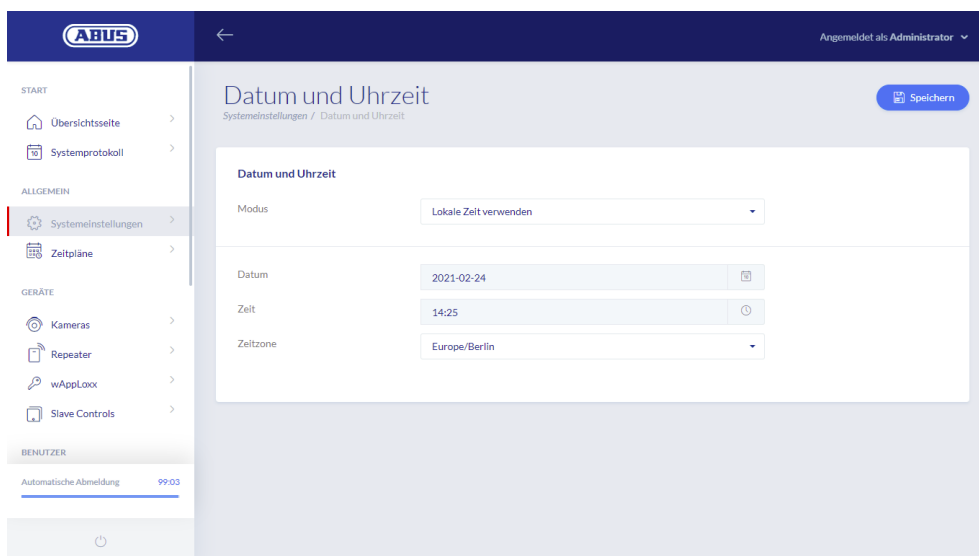 ABUS
Angemeldet als Administrator
START
Übersichtsseite
10
Systemprotokoll
ALLGEMEIN
Systemeinstellungen
Zeitpläne
GERÄTE
Kameras
Repeater
wAppLoxx
Slave Controls
BENUTZER
Automatische Abmeldung 99:03
Datum und Uhrzeit
Systemeinstellungen / Datum und Uhrzeit
Speichern
Datum und Uhrzeit
Modus Lokale Zeit verwenden
Datum 2021-02-24
Zeit 14:25
Zeitzone Europe/Berlin